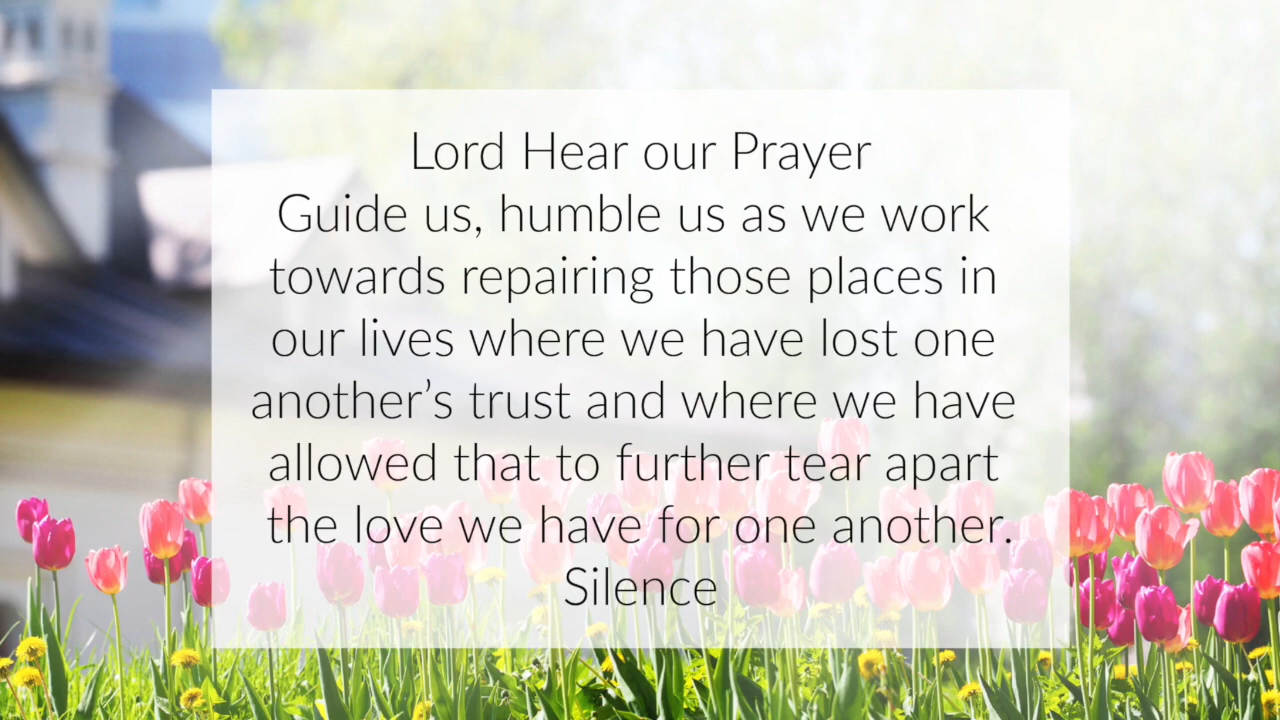 Lord Hear our Prayer
Guide us, humble us as we work
towards repairing those places in
our lives where we have lost one
another’s trust and where we have
allowed that to further tear apart
the love we have for one another.
Silence